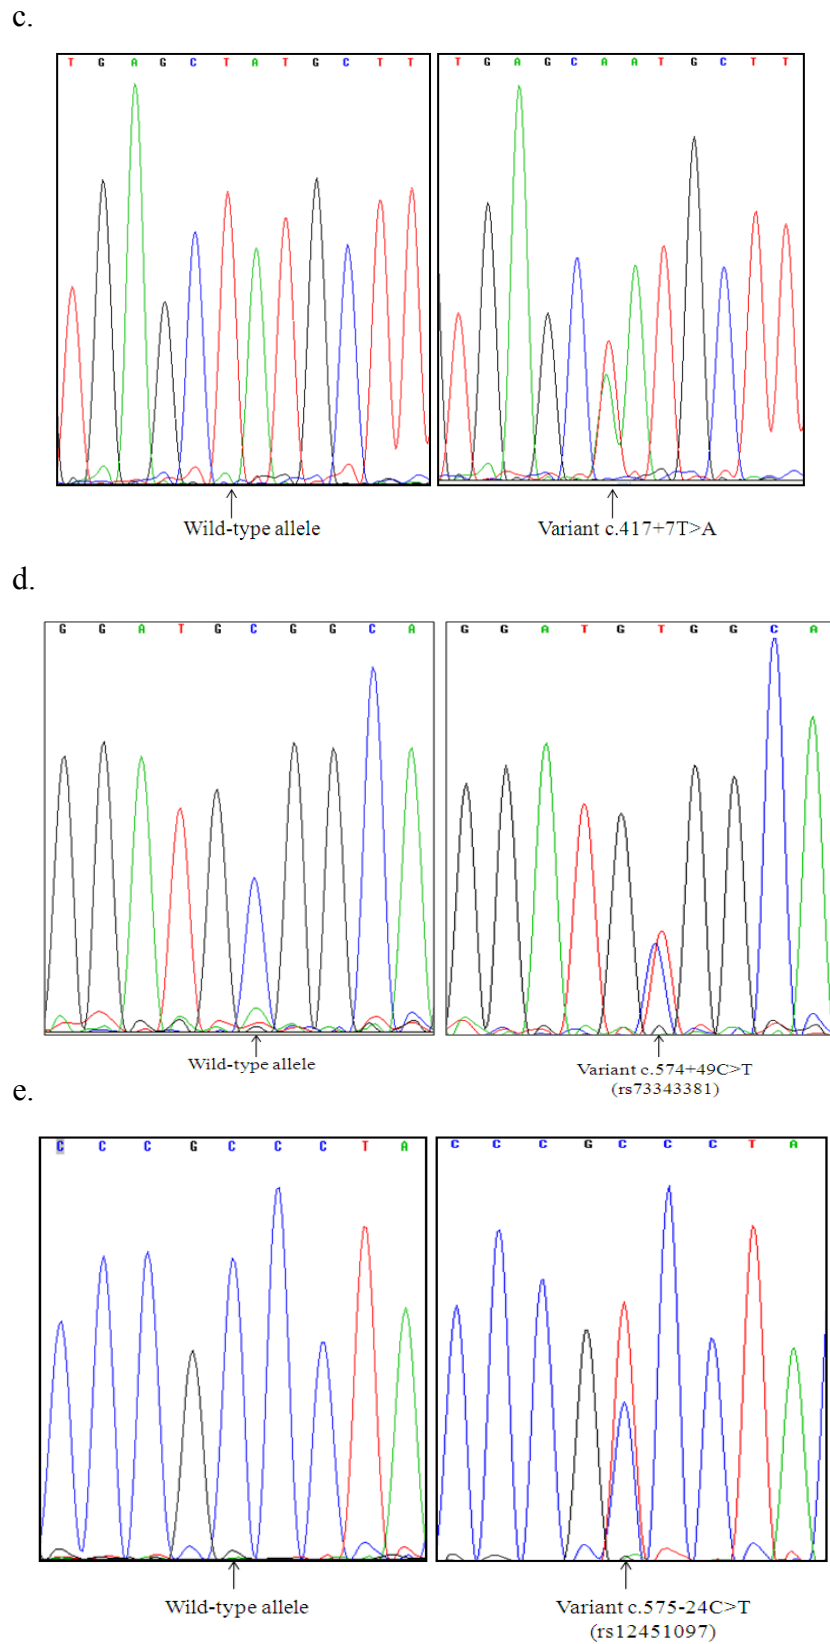 c.
T G A G C T A T G C T T
T G A G C A A T G C T T
Wild-type allele
Variant c.417+7T>A
d.
G G A T G C G G C A
G G A T G T G G C A
Wild-type allele
Variant c.574+49C>T
(rs73343381)
e.
C C C G C C C T A
C C C G C C C T A
Wild-type allele
Variant c.575-24C>T
(rs12451097)